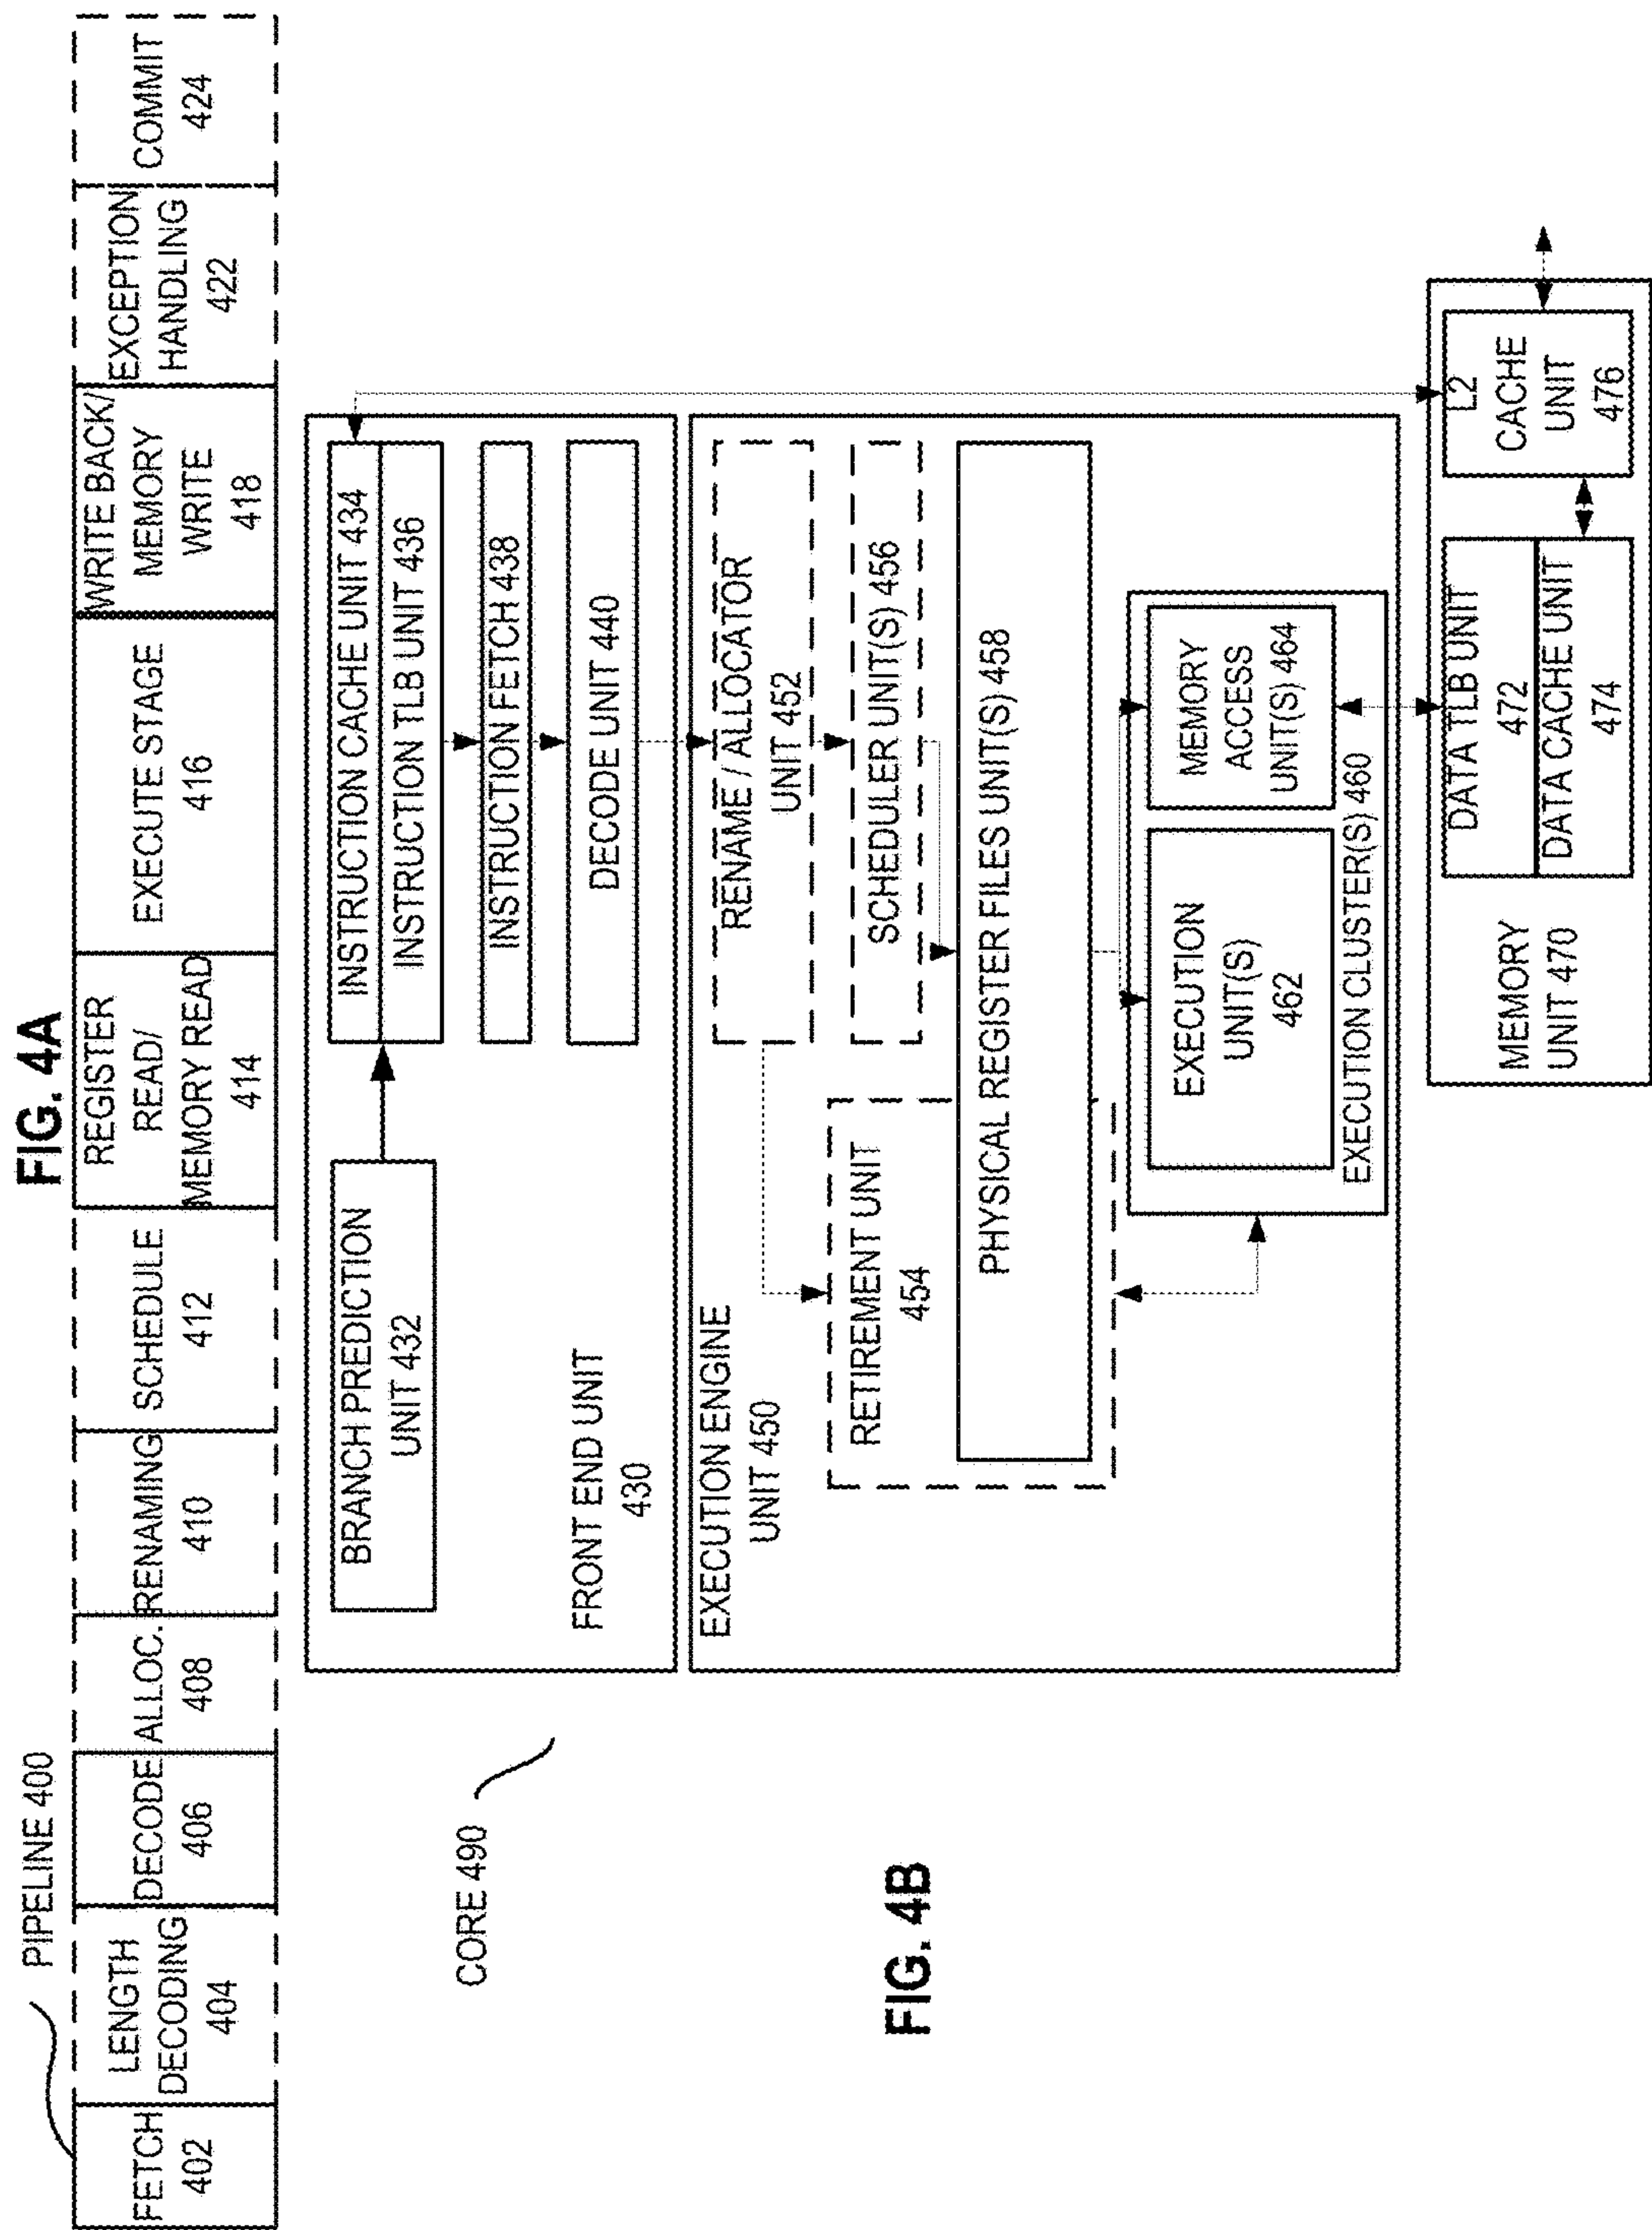 PIPELINE 400
FIG. 4A
FETCH
402
LENGTH
DECODING
404
DECODE
406
ALLOC.
408
RENAMING
410
SCHEDULE
412
REGISTER
READ/
MEMORY READ
414
EXECUTE STAGE
416
WRITE BACK/
MEMORY
WRITE
418
EXCEPTION
HANDLING
422
COMMIT
424
CORE 490
BRANCH PREDICTION
UNIT 432
INSTRUCTION CACHE UNIT 434
INSTRUCTION TLB UNIT 436
INSTRUCTION FETCH 438
DECODE UNIT 440
FRONT END UNIT
430
EXECUTION ENGINE
UNIT 450
RENAME / ALLOCATOR
UNIT 452
SCHEDULER UNIT(S) 456
RETIREMENT UNIT
454
PHYSICAL REGISTER FILES UNIT(S) 458
EXECUTION
UNIT(S)
462
MEMORY
ACCESS
UNIT(S) 464
EXECUTION CLUSTER(S) 460
MEMORY
UNIT 470
DATA TLB UNIT
472
DATA CACHE UNIT
474
L2
CACHE
UNIT
476
FIG. 4B